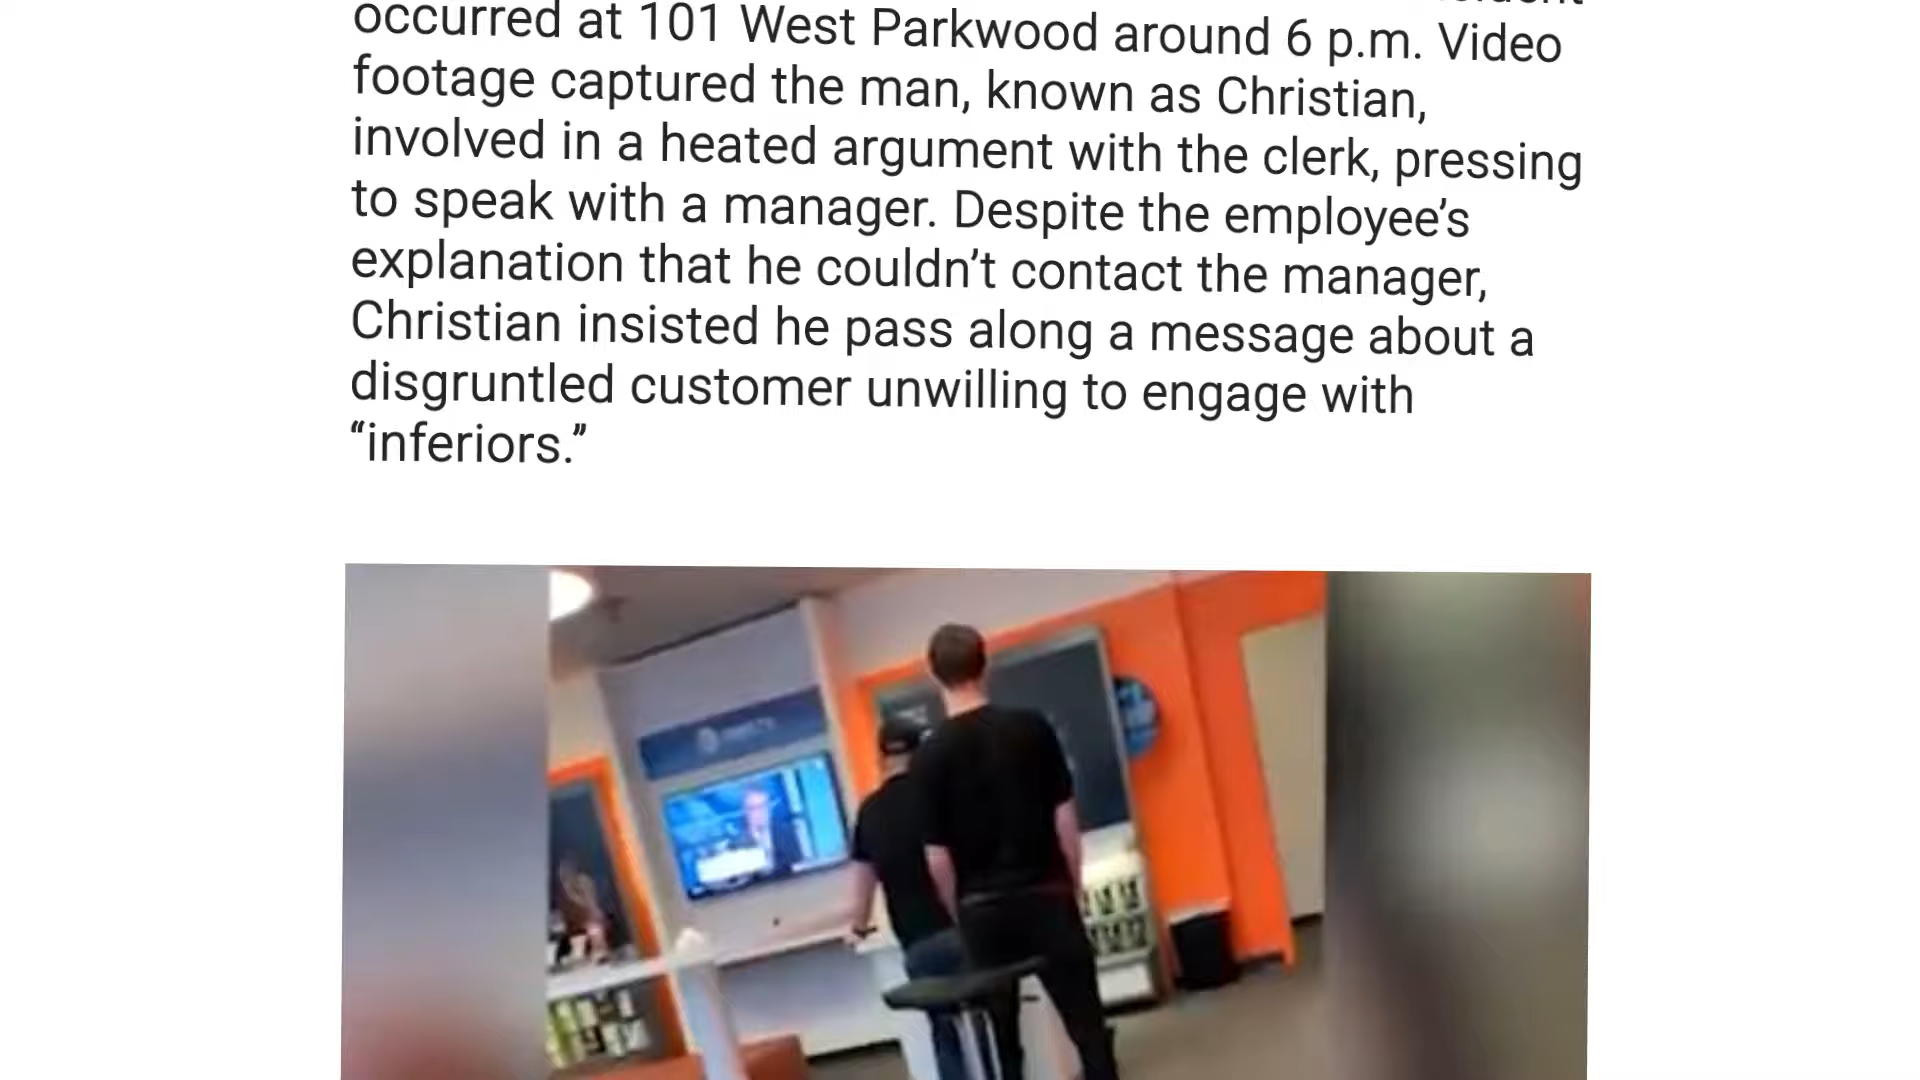 occurred at 101 West Parkwood around 6 p.m. Video
footage captured the man, known as Christian,
involved in a heated argument with the clerk, pressing
to speak with a manager. Despite the employee’s
explanation that he couldn’t contact the manager,
Christian insisted he pass along a message about a
disgruntled customer unwilling to engage with
“inferiors.”